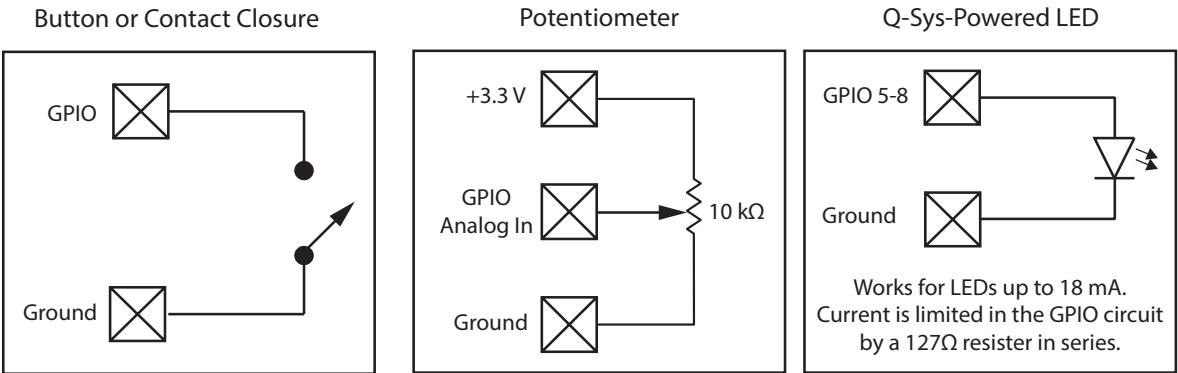 Button or Contact Closure
GPIO
Ground
Potentiometer
+3.3 V
GPIO
Analog In
10 kΩ
Ground
Q-Sys-Powered LED
GPIO 5-8
Ground
Works for LEDs up to 18 mA.
Current is limited in the GPIO circuit
by a 127Ω resister in series.